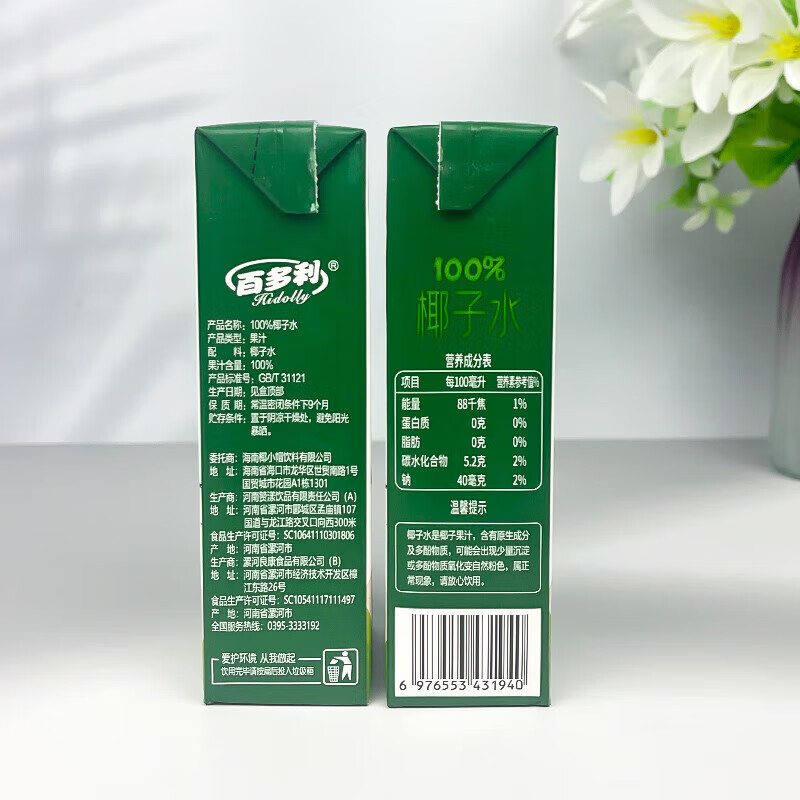 百多利®
Hidolly
产品名称：100%椰子水
产品类型：果汁
配　　料：椰子水
果汁含量：100%
产品标准号：GB/T 31121
生产日期：见盒顶部
保 质 期：常温密闭条件下9个月
贮存条件：置于阴凉干燥处，避免阳光
暴晒。
委托商：海南椰小帽饮料有限公司
地　址：海南省海口市龙华区世贸南路1号
国贸城市花园A1栋1301
生产商：河南赞漾饮品有限责任公司（A）
地　址：河南省漯河市郾城区孟庙镇107
国道与龙江路交叉口向西300米
食品生产许可证号：SC10641110301806
产　地：河南省漯河市
生产商：漯河良康食品有限公司（B）
地　址：河南省漯河市经济技术开发区樟
江东路26号
食品生产许可证号：SC10541117111497
产　地：河南省漯河市
全国服务热线：0395-3333192
爱护环境 从我做起
饮用完毕请按扁后投入垃圾箱
100%
椰子水
营养成分表
项目 每100毫升 营养素参考值%
能量 88千焦 1%
蛋白质 0克 0%
脂肪 0克 0%
碳水化合物 5.2克 2%
钠 40毫克 2%
温馨提示
椰子水是椰子果汁，含有原生成分
及多酚物质，可能会出现少量沉淀
或多酚物质氧化变自然粉色，属正
常现象，请放心饮用。
6 976553 431940